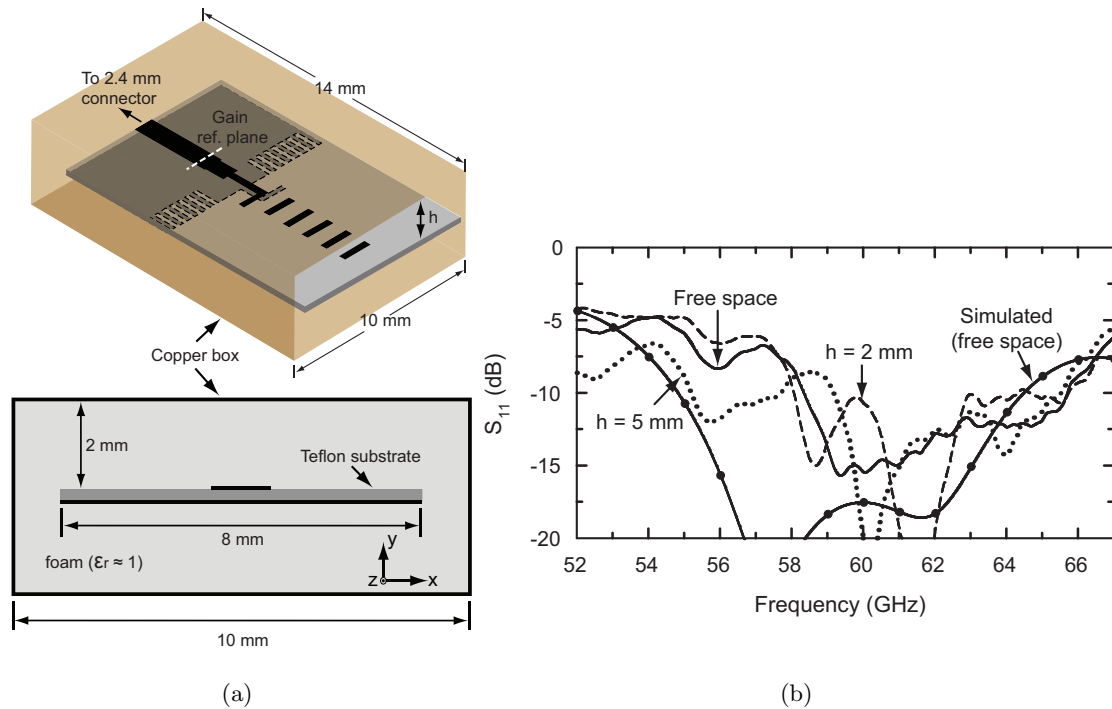 To 2.4 mm
connector
14 mm
Gain
ref. plane
h
10 mm
Copper box
2 mm
Teflon substrate
8 mm
foam (εr ≈ 1)
y
z
x
10 mm
(a)
0
-5
-10
-15
-20
S11 (dB)
Free space
Simulated
(free space)
h = 2 mm
h = 5 mm
52
54
56
58
60
62
64
66
Frequency (GHz)
(b)